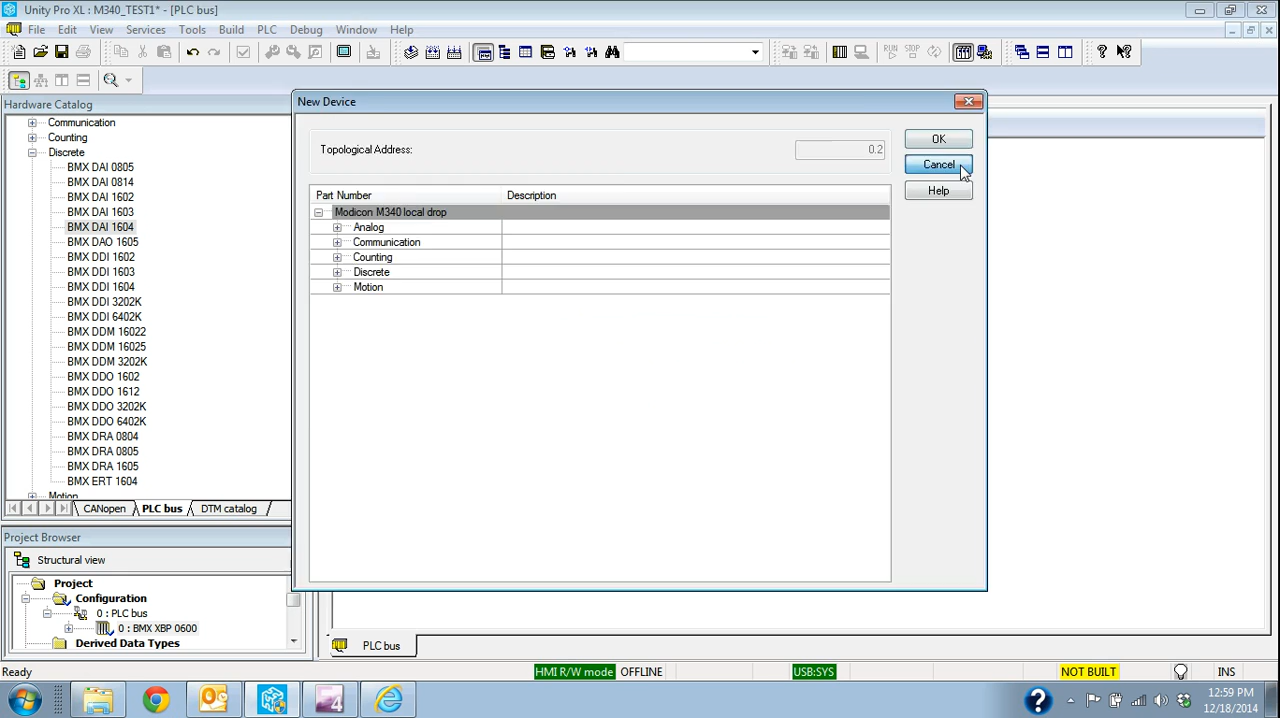 Unity Pro XL : M340_TEST1* - [PLC bus]
File Edit View Services Tools Build PLC Debug Window Help
Hardware Catalog
Communication
Counting
Discrete
BMX DAI 0805
BMX DAI 0814
BMX DAI 1602
BMX DAI 1603
BMX DAI 1604
BMX DAO 1605
BMX DDI 1602
BMX DDI 1603
BMX DDI 1604
BMX DDI 3202K
BMX DDI 6402K
BMX DDM 16022
BMX DDM 16025
BMX DDM 3202K
BMX DDO 1602
BMX DDO 1612
BMX DDO 3202K
BMX DDO 6402K
BMX DRA 0804
BMX DRA 0805
BMX DRA 1605
BMX ERT 1604
Motion
CANopen PLC bus DTM catalog
New Device
Topological Address: 0.2
OK
Cancel
Help
Part Number Description
Modicon M340 local drop
Analog
Communication
Counting
Discrete
Motion
Project Browser
Structural view
Project
Configuration
0 : PLC bus
0 : BMX XBP 0600
Derived Data Types
PLC bus
Ready HMI R/W mode OFFLINE USB:SYS NOT BUILT INS
12:59 PM
12/18/2014